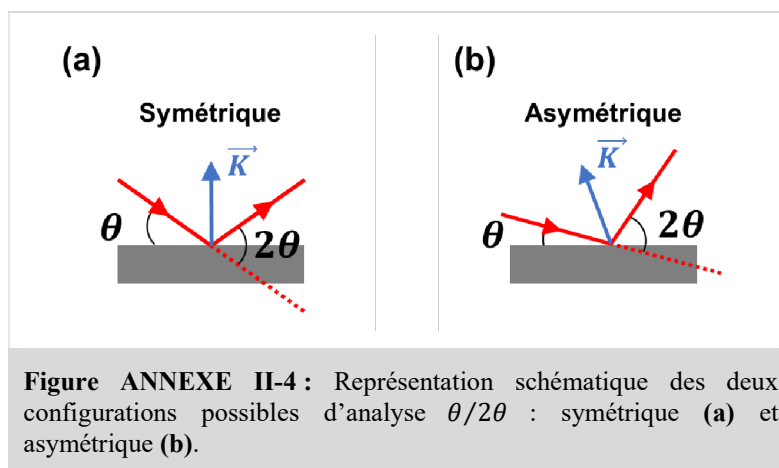 (a)
Symétrique
K
θ
2θ
(b)
Asymétrique
K
θ
2θ
Figure ANNEXE II-4 : Représentation schématique des deux
configurations possibles d'analyse θ/2θ : symétrique (a) et
asymétrique (b).